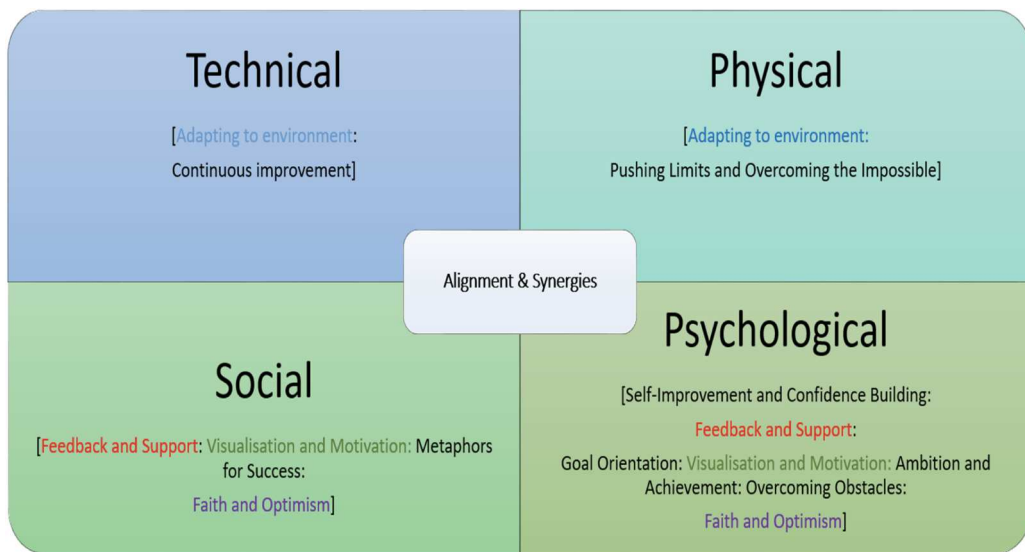 Technical
[Adapting to environment:
Continuous improvement]
Physical
[Adapting to environment:
Pushing Limits and Overcoming the Impossible]
Alignment & Synergies
Social
[Feedback and Support: Visualisation and Motivation: Metaphors
for Success:
Faith and Optimism]
Psychological
[Self-Improvement and Confidence Building:
Feedback and Support:
Goal Orientation: Visualisation and Motivation: Ambition and
Achievement: Overcoming Obstacles:
Faith and Optimism]